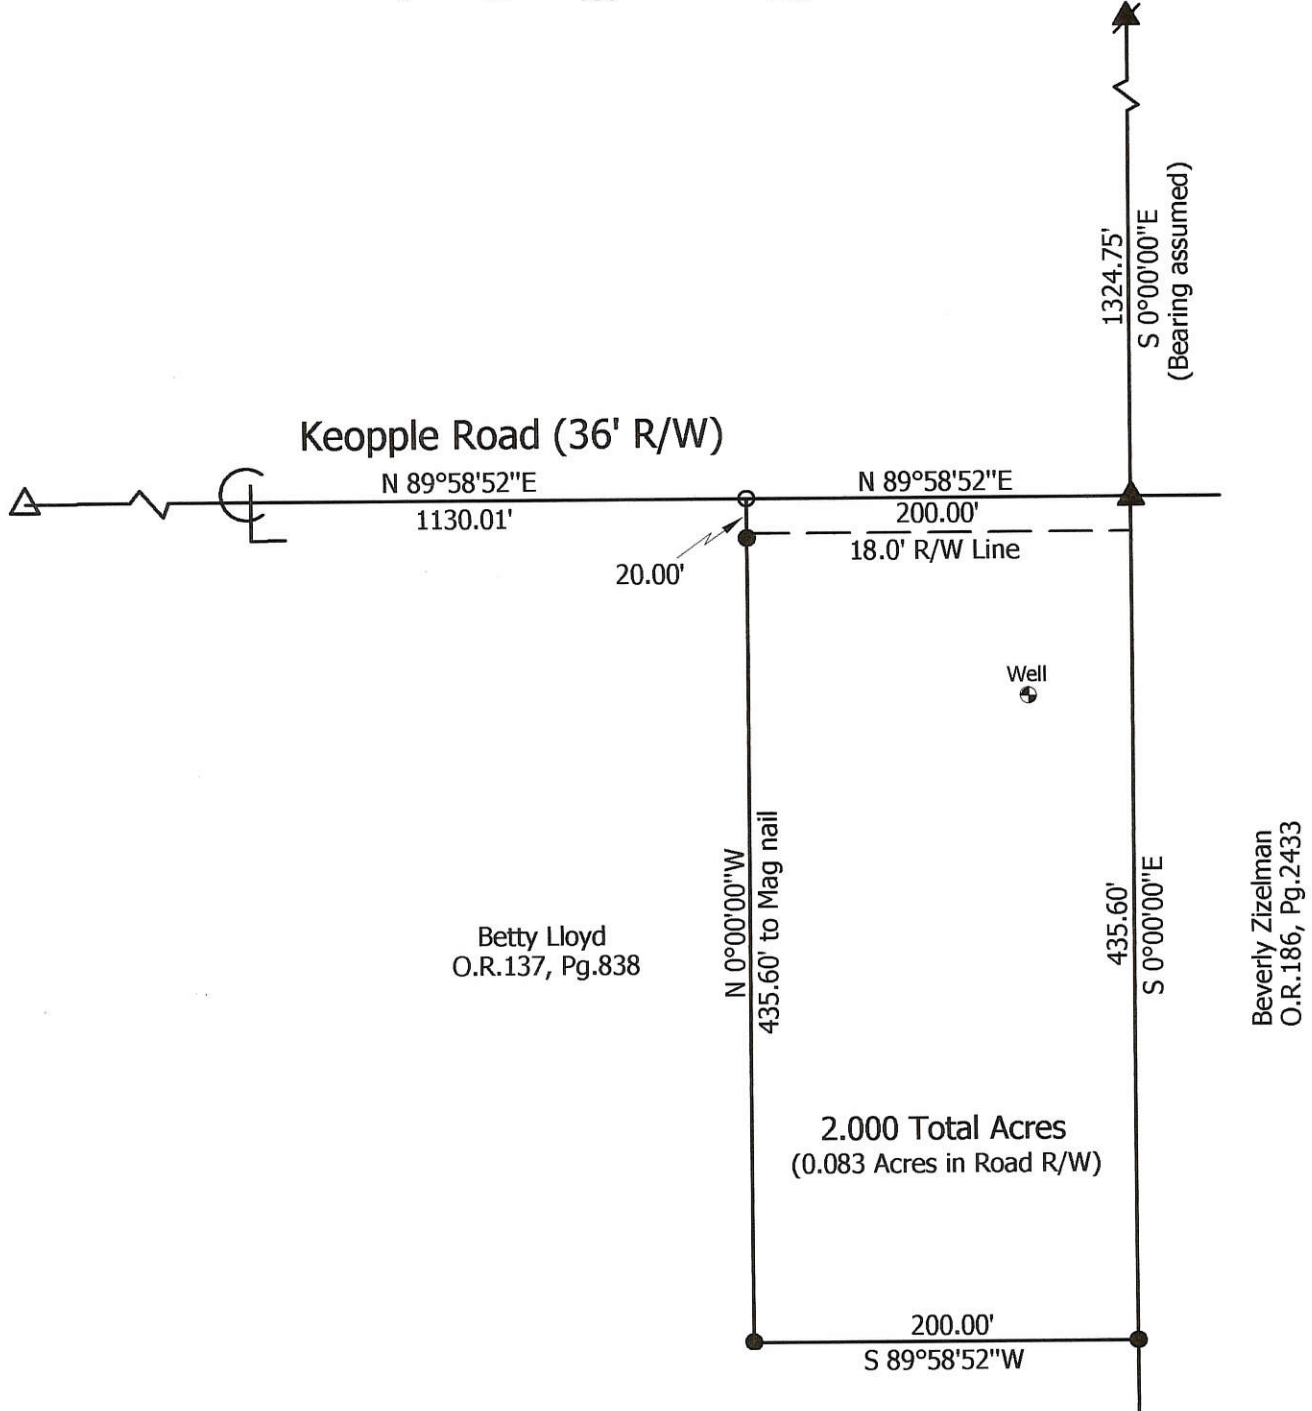 1324.75'
S 0°00'00"E
(Bearing assumed)
Keopple Road (36' R/W)
N 89°58'52"E
1130.01'
N 89°58'52"E
200.00'
18.0' R/W Line
20.00'
Well
N 0°00'00"W
435.60' to Mag nail
435.60'
S 0°00'00"E
Betty Lloyd
O.R.137, Pg.838
Beverly Zizelman
O.R.186, Pg.2433
2.000 Total Acres
(0.083 Acres in Road R/W)
200.00'
S 89°58'52"W